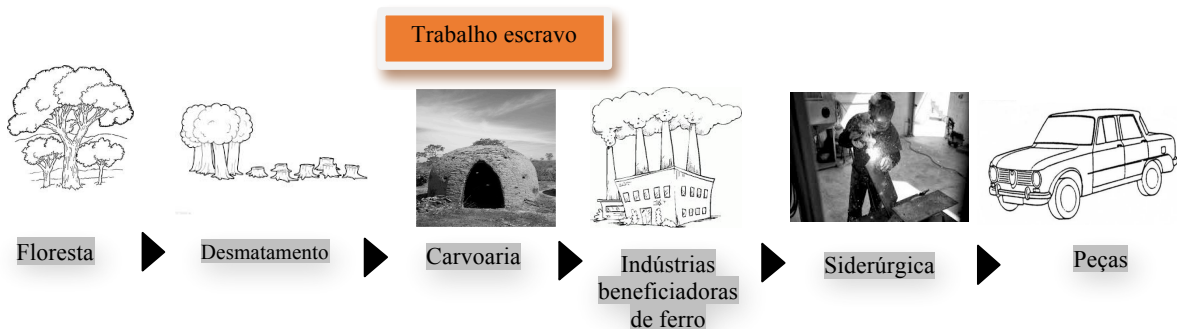 Trabalho escravo
Floresta
Desmatamento
Carvoaria
Indústrias
beneficiadoras
de ferro
Siderúrgica
Peças